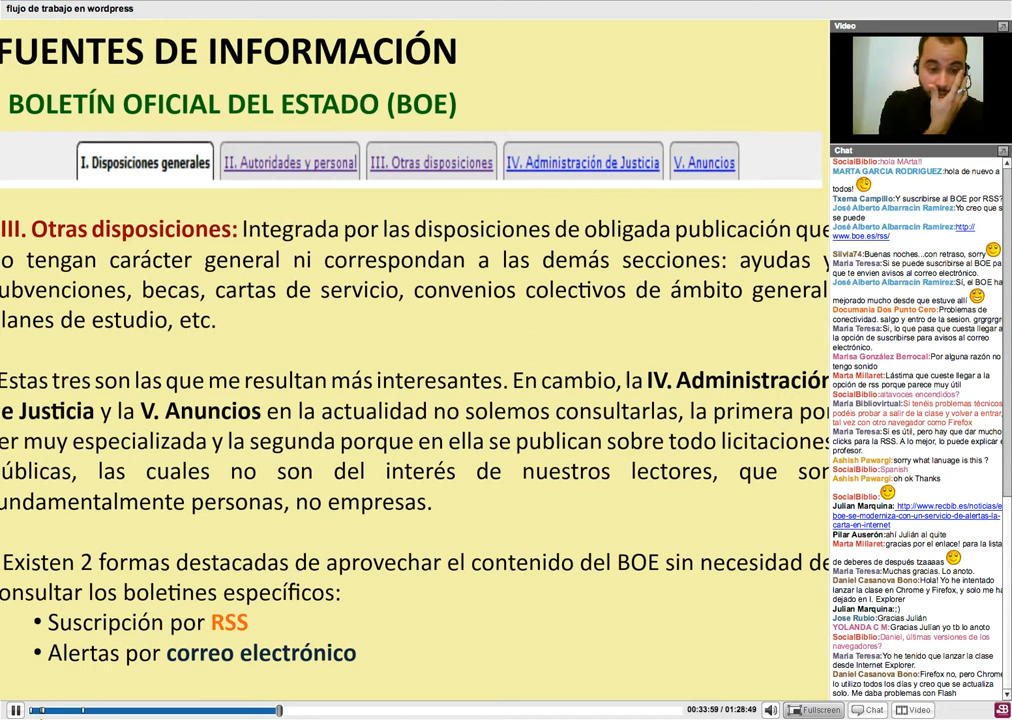 flujo de trabajo en wordpress
FUENTES DE INFORMACIÓN
BOLETÍN OFICIAL DEL ESTADO (BOE)
I. Disposiciones generales II. Autoridades y personal III. Otras disposiciones IV. Administración de Justicia V. Anuncios
III. Otras disposiciones: Integrada por las disposiciones de obligada publicación que
o tengan carácter general ni correspondan a las demás secciones: ayudas y
ubvenciones, becas, cartas de servicio, convenios colectivos de ámbito general,
lanes de estudio, etc.
Estas tres son las que me resultan más interesantes. En cambio, la IV. Administración
e Justicia y la V. Anuncios en la actualidad no solemos consultarlas, la primera por
er muy especializada y la segunda porque en ella se publican sobre todo licitaciones
úblicas, las cuales no son del interés de nuestros lectores, que son
undamentalmente personas, no empresas.
Existen 2 formas destacadas de aprovechar el contenido del BOE sin necesidad de
onsultar los boletines específicos:
• Suscripción por RSS
• Alertas por correo electrónico
Video
Chat
SocialBiblio:hola MArta!!
MARTA GARCIA RODRIGUEZ:hola de nuevo a
todos!
Txema Campillo:Y suscribirse al BOE por RSS?
José Alberto Albarracín Ramírez:Yo creo que s
se puede
José Alberto Albarracín Ramírez:http://
www.boe.es/rss/
Silvia74:Buenas noches...con retraso, sorry
Maria Teresa:Si se puede suscribirse al BOE pa
que te envien avisos al correo electrónico.
José Alberto Albarracín Ramírez:Sí, el BOE ha
mejorado mucho desde que estuve allí
Documania Dos Punto Cero:Problemas de
conectividad. salgo y entro de la sesion. grgrgrgr
Maria Teresa:Si, lo que pasa que cuesta llegar a
la opción de suscribirse para avisos al correo
electrónico.
Marisa González Berrocal:Por alguna razón no
tengo sonido
Marta Millaret:Lástima que cueste llegar a la
opción de rss porque parece muy útil
SocialBiblio:altavoces encendidos?
Maria Bibliovirtual:Si tenéis problemas técnicos
podéis probar a salir de la clase y volver a entrar,
tal vez con otro navegador como Firefox
Maria Teresa:Si es útil, pero hay que dar mucho
clicks para la RSS. A lo mejor, lo puede explicar e
profesor.
Ashish Pawargi:sorry what lanuage is this ?
SocialBiblio:Spanish
Ashish Pawargi:oh ok Thanks
SocialBiblio:
Julian Marquina: http://www.recbib.es/noticias/e
boe-se-moderniza-con-un-servicio-de-alertas-la-
carta-en-internet
Pilar Auserón:ahí Julián al quite
Marta Millaret:gracias por el enlace! para la lista
de deberes de después tzaaaas
Maria Teresa:Muchas gracias. Lo anoto.
Daniel Casanova Bono:Hola! Yo he intentado
lanzar la clase en Chrome y Firefox, y solo me ha
dejado en I. Explorer
Julian Marquina:;)
Jose Rubio:Gracias Julián
YOLANDA C M:Gracias Julían yo tb lo anoto
SocialBiblio:Daniel, últimas versiones de los
navegadores?
Maria Teresa:Yo he tenido que lanzar la clase
desde Internet Explorer.
Daniel Casanova Bono:Firefox no, pero Chrom
lo utilizo todos los días y creo que se actualiza
solo. Me daba problemas con Flash
00:33:59 / 01:28:49 Fullscreen Chat Video SB